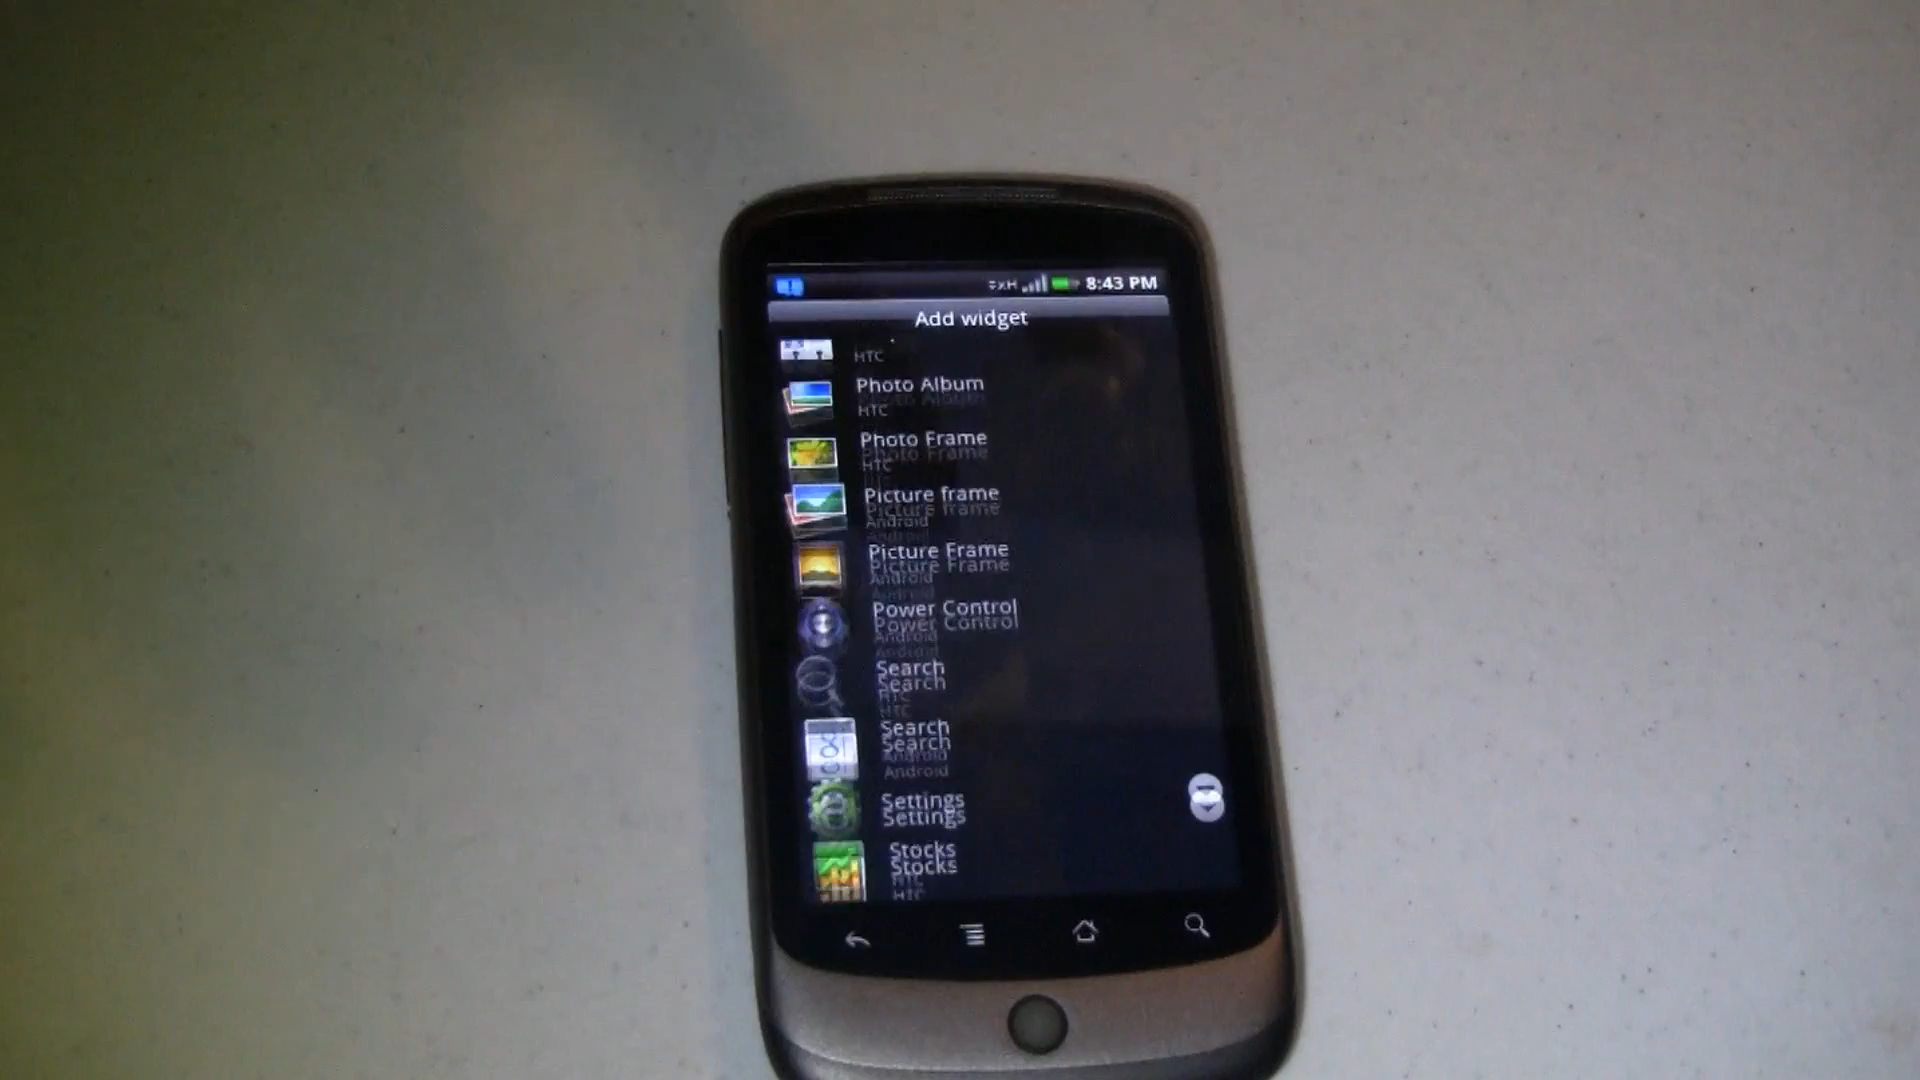 8:43 PM
Add widget
HTC
Photo Album
HTC
Photo Frame
HTC
Picture frame
Android
Picture Frame
Android
Power Control
Android
Search
HTC
Search
Android
Settings
Stocks
HTC